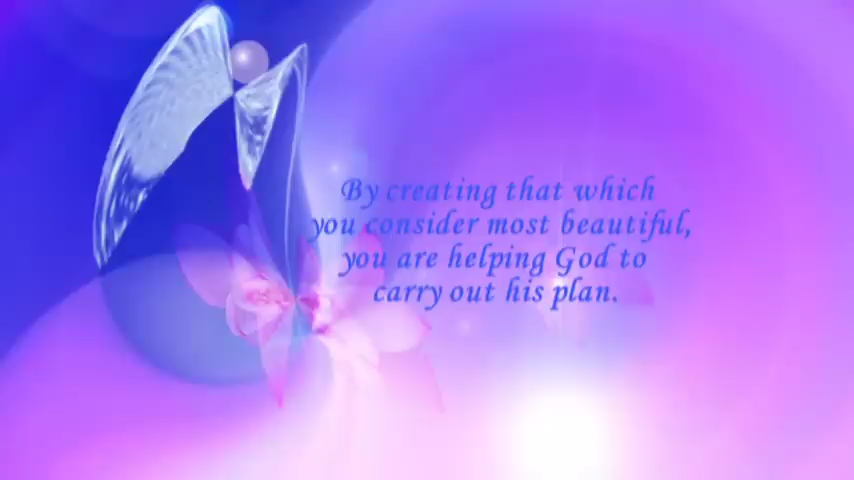 By creating that which
you consider most beautiful,
you are helping God to
carry out his plan.